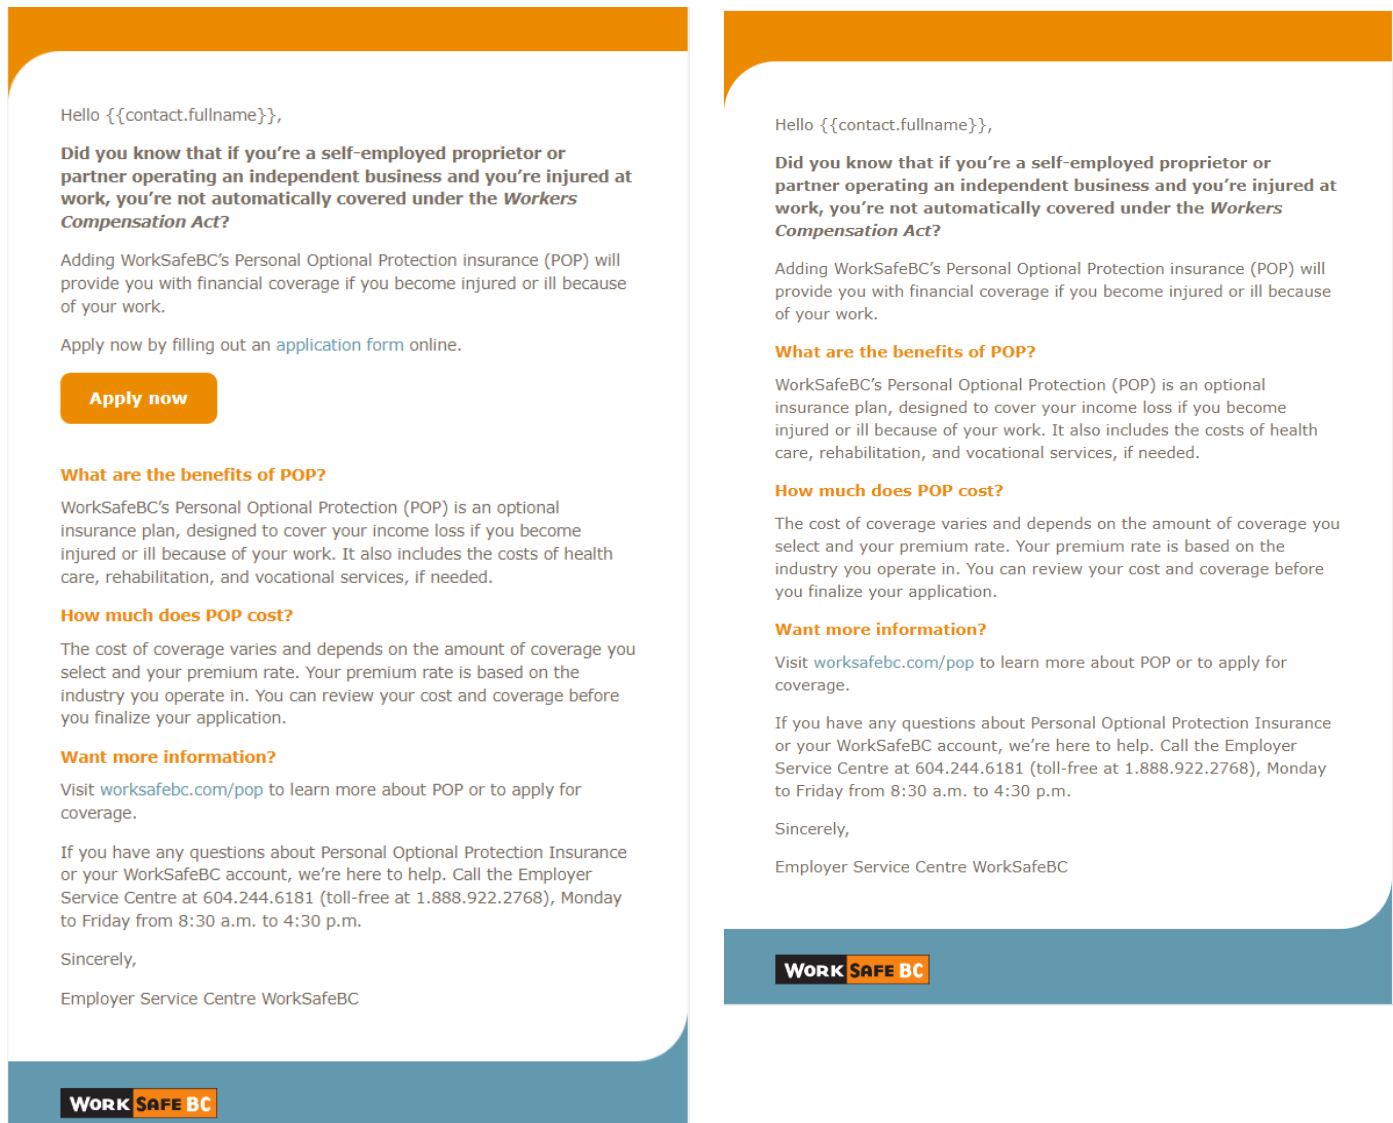 Hello {{contact.fullname}},
Did you know that if you’re a self-employed proprietor or
partner operating an independent business and you’re injured at
work, you’re not automatically covered under the Workers
Compensation Act?
Adding WorkSafeBC’s Personal Optional Protection insurance (POP) will
provide you with financial coverage if you become injured or ill because
of your work.
Apply now by filling out an application form online.
Apply now
What are the benefits of POP?
WorkSafeBC’s Personal Optional Protection (POP) is an optional
insurance plan, designed to cover your income loss if you become
injured or ill because of your work. It also includes the costs of health
care, rehabilitation, and vocational services, if needed.
How much does POP cost?
The cost of coverage varies and depends on the amount of coverage you
select and your premium rate. Your premium rate is based on the
industry you operate in. You can review your cost and coverage before
you finalize your application.
Want more information?
Visit worksafebc.com/pop to learn more about POP or to apply for
coverage.
If you have any questions about Personal Optional Protection Insurance
or your WorkSafeBC account, we’re here to help. Call the Employer
Service Centre at 604.244.6181 (toll-free at 1.888.922.2768), Monday
to Friday from 8:30 a.m. to 4:30 p.m.
Sincerely,
Employer Service Centre WorkSafeBC
WORK SAFE BC
Hello {{contact.fullname}},
Did you know that if you’re a self-employed proprietor or
partner operating an independent business and you’re injured at
work, you’re not automatically covered under the Workers
Compensation Act?
Adding WorkSafeBC’s Personal Optional Protection insurance (POP) will
provide you with financial coverage if you become injured or ill because
of your work.
What are the benefits of POP?
WorkSafeBC’s Personal Optional Protection (POP) is an optional
insurance plan, designed to cover your income loss if you become
injured or ill because of your work. It also includes the costs of health
care, rehabilitation, and vocational services, if needed.
How much does POP cost?
The cost of coverage varies and depends on the amount of coverage you
select and your premium rate. Your premium rate is based on the
industry you operate in. You can review your cost and coverage before
you finalize your application.
Want more information?
Visit worksafebc.com/pop to learn more about POP or to apply for
coverage.
If you have any questions about Personal Optional Protection Insurance
or your WorkSafeBC account, we’re here to help. Call the Employer
Service Centre at 604.244.6181 (toll-free at 1.888.922.2768), Monday
to Friday from 8:30 a.m. to 4:30 p.m.
Sincerely,
Employer Service Centre WorkSafeBC
WORK SAFE BC